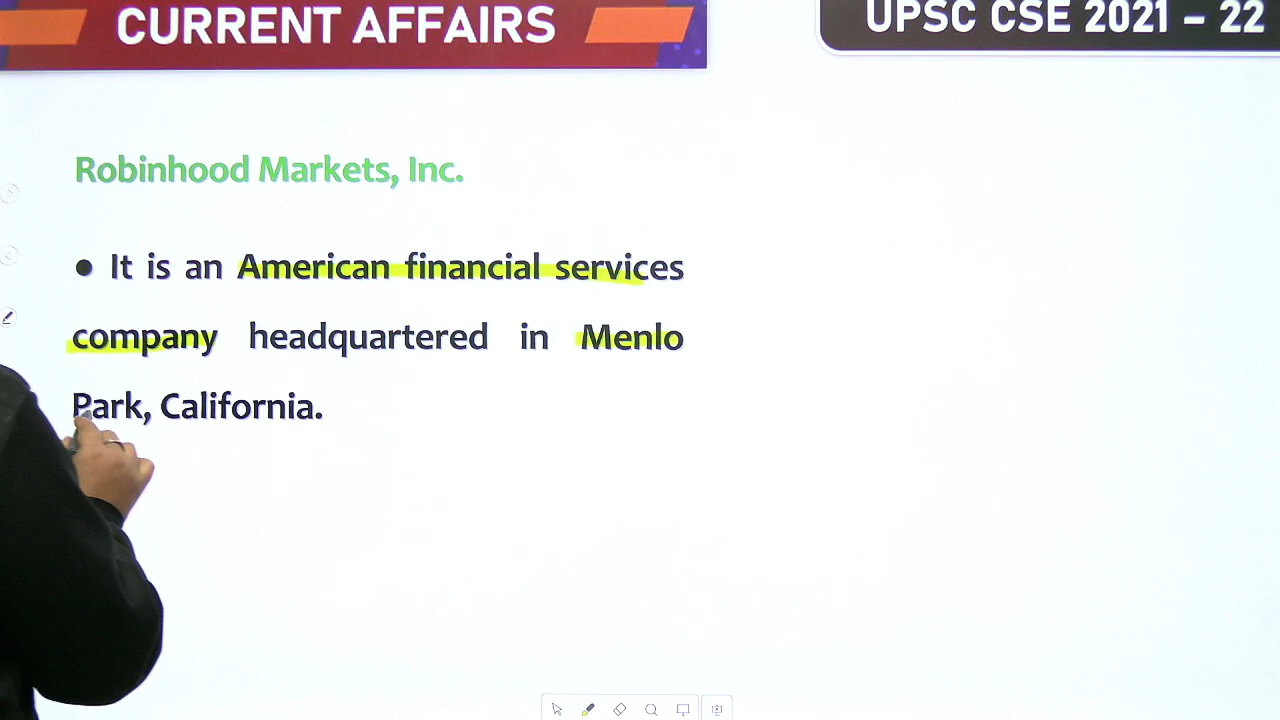 CURRENT AFFAIRS
UPSC CSE 2021 – 22
Robinhood Markets, Inc.
● It is an American financial services
company headquartered in Menlo
Park, California.